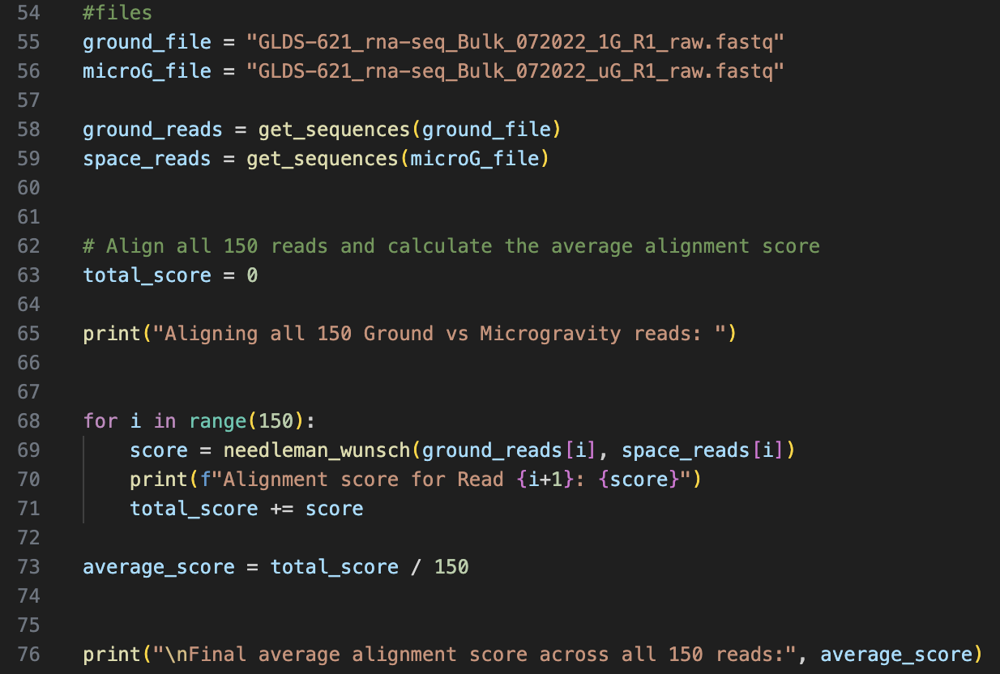 54 #files
55 ground_file = "GLDS-621_rna-seq_Bulk_072022_1G_R1_raw.fastq"
56 microG_file = "GLDS-621_rna-seq_Bulk_072022_uG_R1_raw.fastq"
57
58 ground_reads = get_sequences(ground_file)
59 space_reads = get_sequences(microG_file)
60
61
62 # Align all 150 reads and calculate the average alignment score
63 total_score = 0
64
65 print("Aligning all 150 Ground vs Microgravity reads: ")
66
67
68 for i in range(150):
69     score = needleman_wunsch(ground_reads[i], space_reads[i])
70     print(f"Alignment score for Read {i+1}: {score}")
71     total_score += score
72
73 average_score = total_score / 150
74
75
76 print("\nFinal average alignment score across all 150 reads:", average_score)